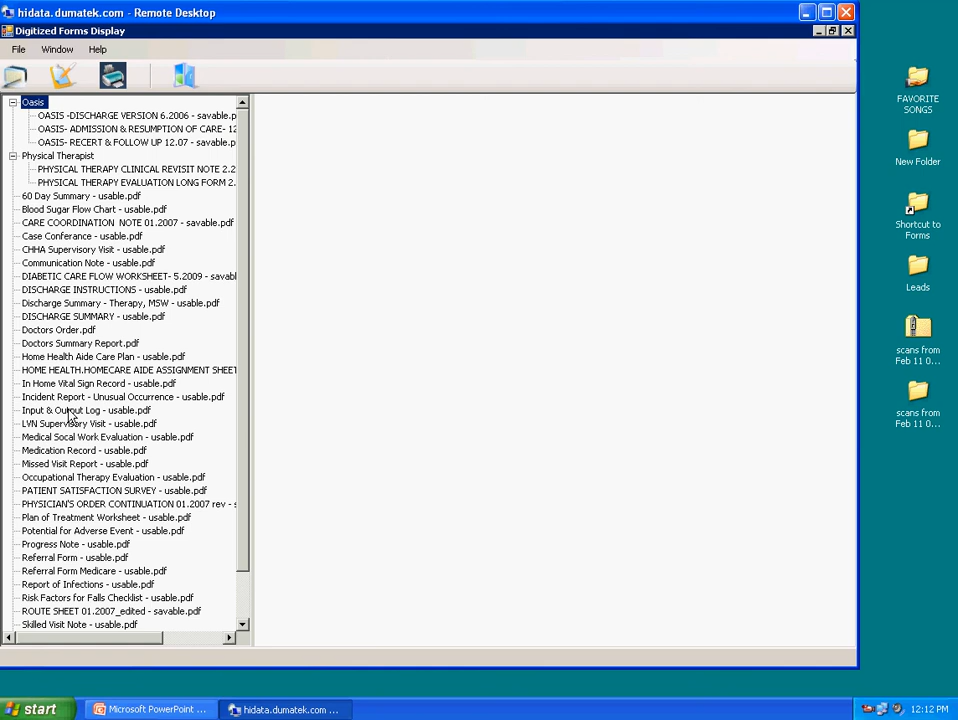 hidata.dumatek.com - Remote Desktop
Digitized Forms Display
File Window Help
Oasis
OASIS -DISCHARGE VERSION 6.2006 - savable.p
OASIS- ADMISSION & RESUMPTION OF CARE- 12
OASIS- RECERT & FOLLOW UP 12.07 - savable.p
Physical Therapist
PHYSICAL THERAPY CLINICAL REVISIT NOTE 2.2
PHYSICAL THERAPY EVALUATION LONG FORM 2.
60 Day Summary - usable.pdf
Blood Sugar Flow Chart - usable.pdf
CARE COORDINATION NOTE 01.2007 - savable.pdf
Case Conference - usable.pdf
CHHA Supervisory Visit - usable.pdf
Communication Note - usable.pdf
DIABETIC CARE FLOW WORKSHEET- 5.2009 - savabl
DISCHARGE INSTRUCTIONS - usable.pdf
Discharge Summary - Therapy, MSW - usable.pdf
DISCHARGE SUMMARY - usable.pdf
Doctors Order.pdf
Doctors Summary Report.pdf
Home Health Aide Care Plan - usable.pdf
HOME HEALTH.HOMECARE AIDE ASSIGNMENT SHEET
In Home Vital Sign Record - usable.pdf
Incident Report - Unusual Occurrence - usable.pdf
Input & Output Log - usable.pdf
LVN Supervisory Visit - usable.pdf
Medical Socal Work Evaluation - usable.pdf
Medication Record - usable.pdf
Missed Visit Report - usable.pdf
Occupational Therapy Evaluation - usable.pdf
PATIENT SATISFACTION SURVEY - usable.pdf
PHYSICIAN'S ORDER CONTINUATION 01.2007 rev - s
Plan of Treatment Worksheet - usable.pdf
Potential for Adverse Event - usable.pdf
Progress Note - usable.pdf
Referral Form - usable.pdf
Referral Form Medicare - usable.pdf
Report of Infections - usable.pdf
Risk Factors for Falls Checklist - usable.pdf
ROUTE SHEET 01.2007_edited - savable.pdf
Skilled Visit Note - usable.pdf
FAVORITE
SONGS
New Folder
Shortcut to
Forms
Leads
scans from
Feb 11 0...
scans from
Feb 11 0...
start
Microsoft PowerPoint ...
hidata.dumatek.com ...
12:12 PM